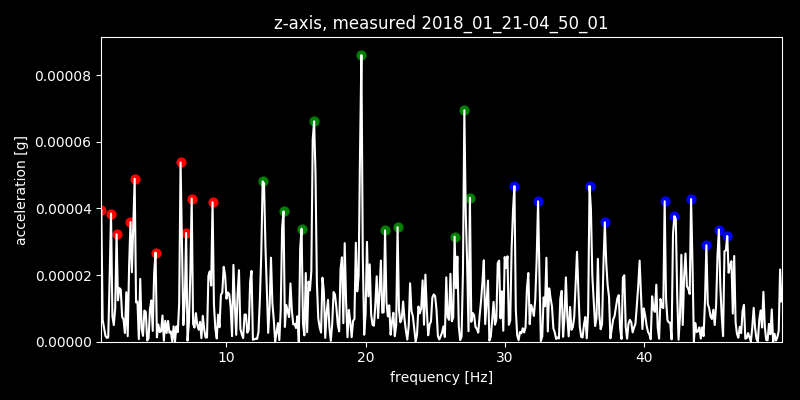 z-axis, measured 2018_01_21-04_50_01
acceleration [g]
0.00008
0.00006
0.00004
0.00002
0.00000
10 20 30 40
frequency [Hz]